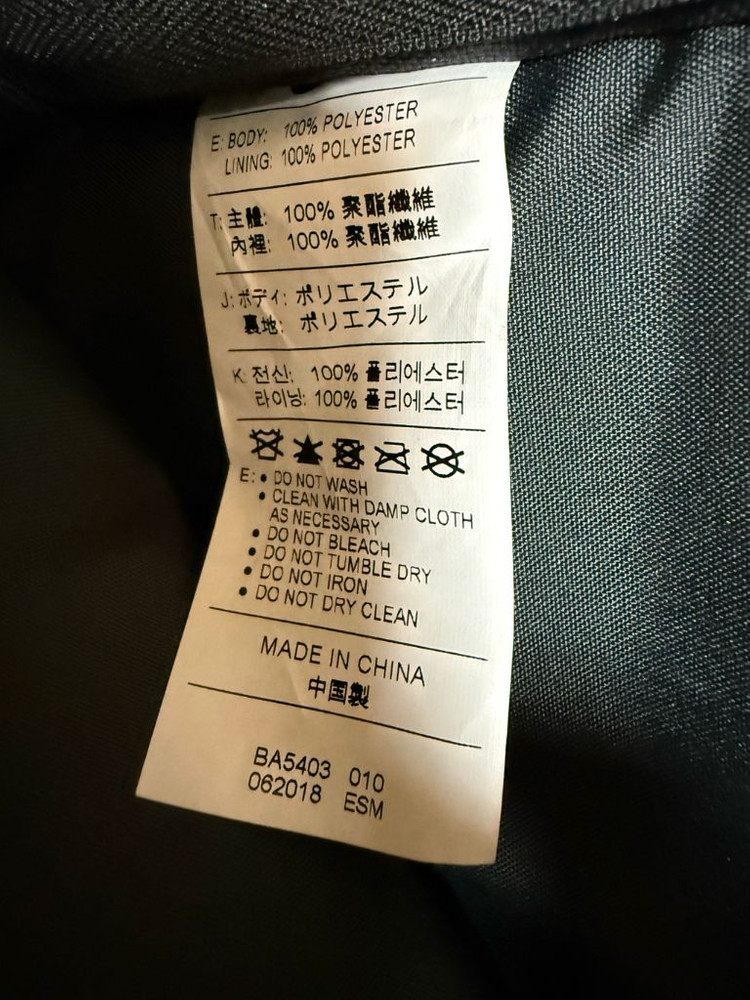 E: BODY: 100% POLYESTER
LINING: 100% POLYESTER
T: 主體: 100% 聚酯纖維
內裡: 100% 聚酯纖維
J: ボディ: ポリエステル
裏地: ポリエステル
K: 전신: 100% 폴리에스터
라이닝: 100% 폴리에스터
E: • DO NOT WASH
• CLEAN WITH DAMP CLOTH
AS NECESSARY
• DO NOT BLEACH
• DO NOT TUMBLE DRY
• DO NOT IRON
• DO NOT DRY CLEAN
MADE IN CHINA
中国製
BA5403 010
062018 ESM